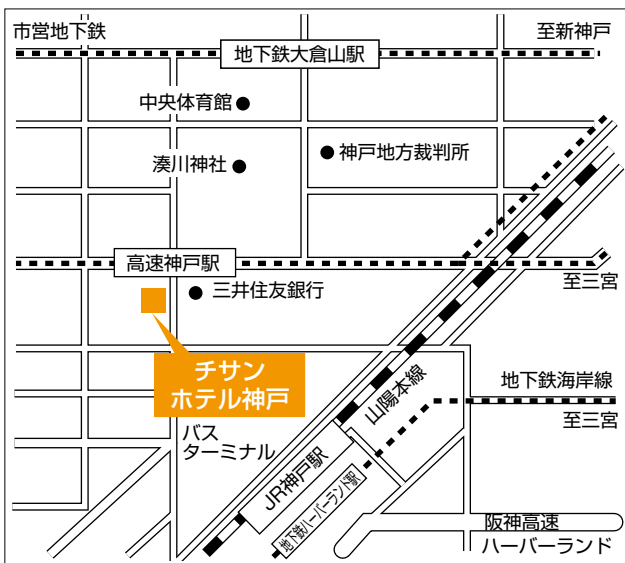 市営地下鉄
至新神戸
地下鉄大倉山駅
中央体育館
神戸地方裁判所
湊川神社
高速神戸駅
至三宮
三井住友銀行
チサン
ホテル神戸
山陽本線
地下鉄海岸線
至三宮
バス
ターミナル
JR神戸駅
地下鉄ハーバーランド駅
阪神高速
ハーバーランド